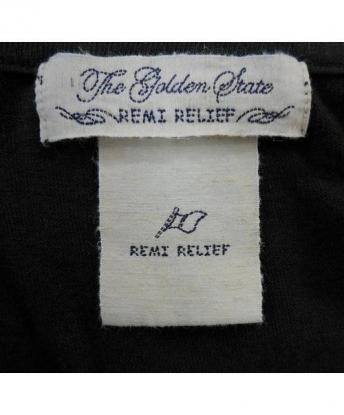 The Golden State
REMI RELIEF
REMI RELIEF